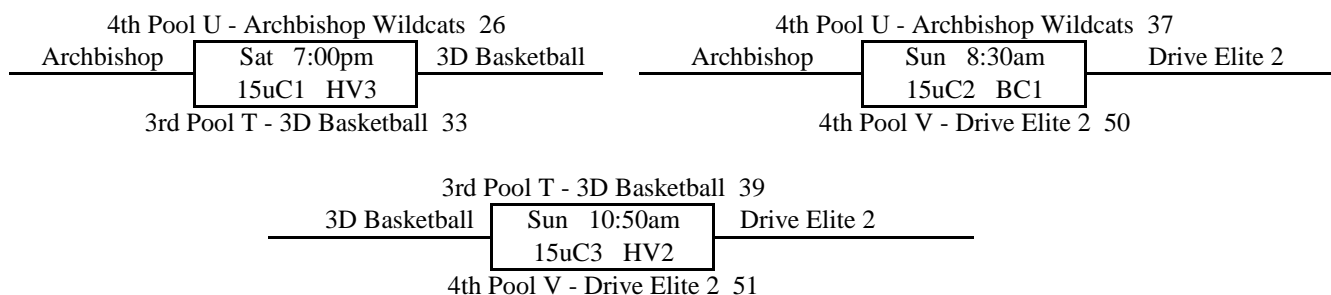 4th Pool U - Archbishop Wildcats 26
Archbishop
Sat 7:00pm
3D Basketball
15uC1 HV3
3rd Pool T - 3D Basketball 33
4th Pool U - Archbishop Wildcats 37
Archbishop
Sun 8:30am
Drive Elite 2
15uC2 BC1
4th Pool V - Drive Elite 2 50
3rd Pool T - 3D Basketball 39
3D Basketball
Sun 10:50am
Drive Elite 2
15uC3 HV2
4th Pool V - Drive Elite 2 51